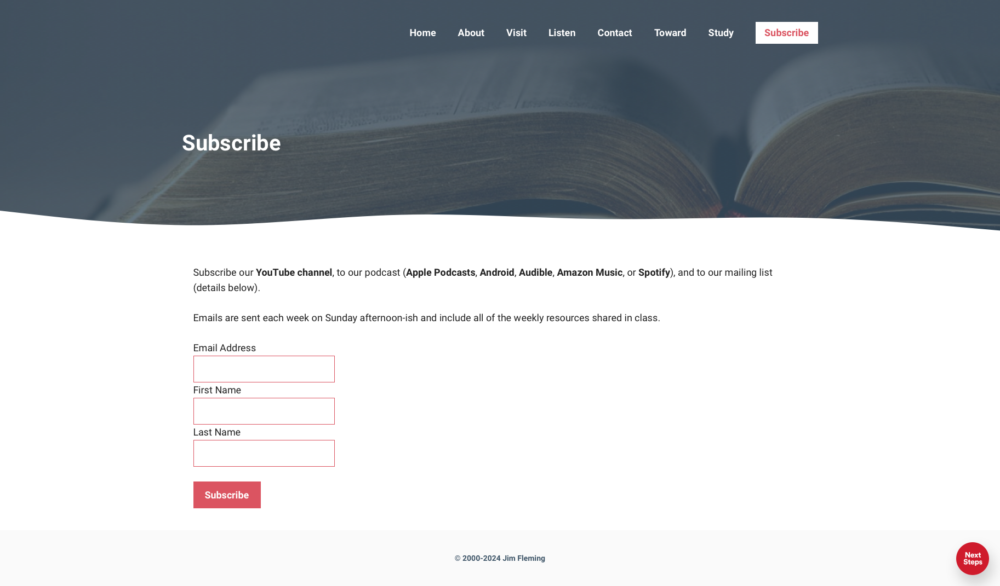 Home About Visit Listen Contact Toward Study Subscribe
Subscribe
Subscribe our YouTube channel, to our podcast (Apple Podcasts, Android, Audible, Amazon Music, or Spotify), and to our mailing list
(details below).
Emails are sent each week on Sunday afternoon-ish and include all of the weekly resources shared in class.
Email Address
First Name
Last Name
Subscribe
© 2000-2024 Jim Fleming
Next
Steps